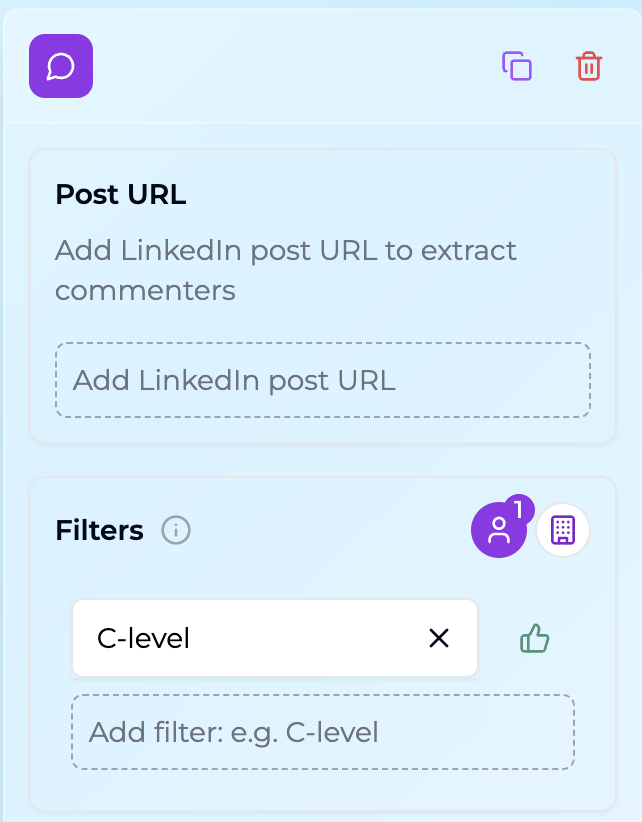 Post URL
Add LinkedIn post URL to extract
commenters
Add LinkedIn post URL
Filters
1
C-level
Add filter: e.g. C-level